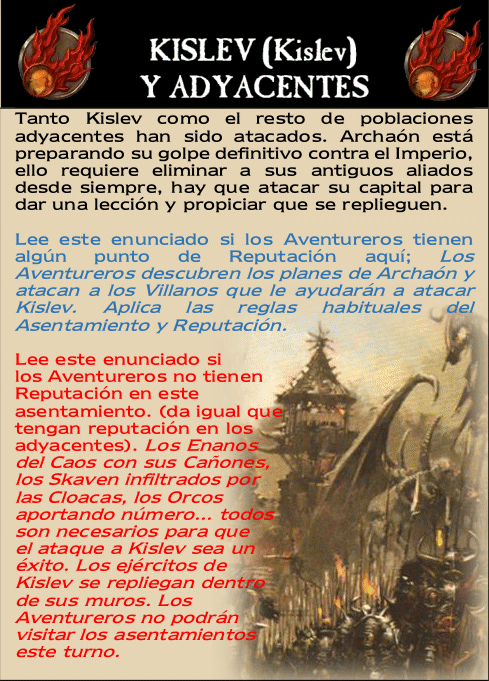 KISLEV (Kislev)
Y ADYACENTES
Tanto Kislev como el resto de poblaciones
adyacentes han sido atacados. Archaón está
preparando su golpe definitivo contra el Imperio,
ello requiere eliminar a sus antiguos aliados
desde siempre, hay que atacar su capital para
dar una lección y propiciar que se replieguen.
Lee este enunciado si los Aventureros tienen
algún punto de Reputación aquí; Los
Aventureros descubren los planes de Archaón y
atacan a los Villanos que le ayudarán a atacar
Kislev. Aplica las reglas habituales del
Asentamiento y Reputación.
Lee este enunciado si
los Aventureros no tienen
Reputación en este
asentamiento. (da igual que
tengan reputación en los
adyacentes). Los Enanos
del Caos con sus Cañones,
los Skaven infiltrados por
las Cloacas, los Orcos
aportando número... todos
son necesarios para que
el ataque a Kislev sea un
éxito. Los ejércitos de
Kislev se repliegan dentro
de sus muros. Los
Aventureros no podrán
visitar los asentamientos
este turno.